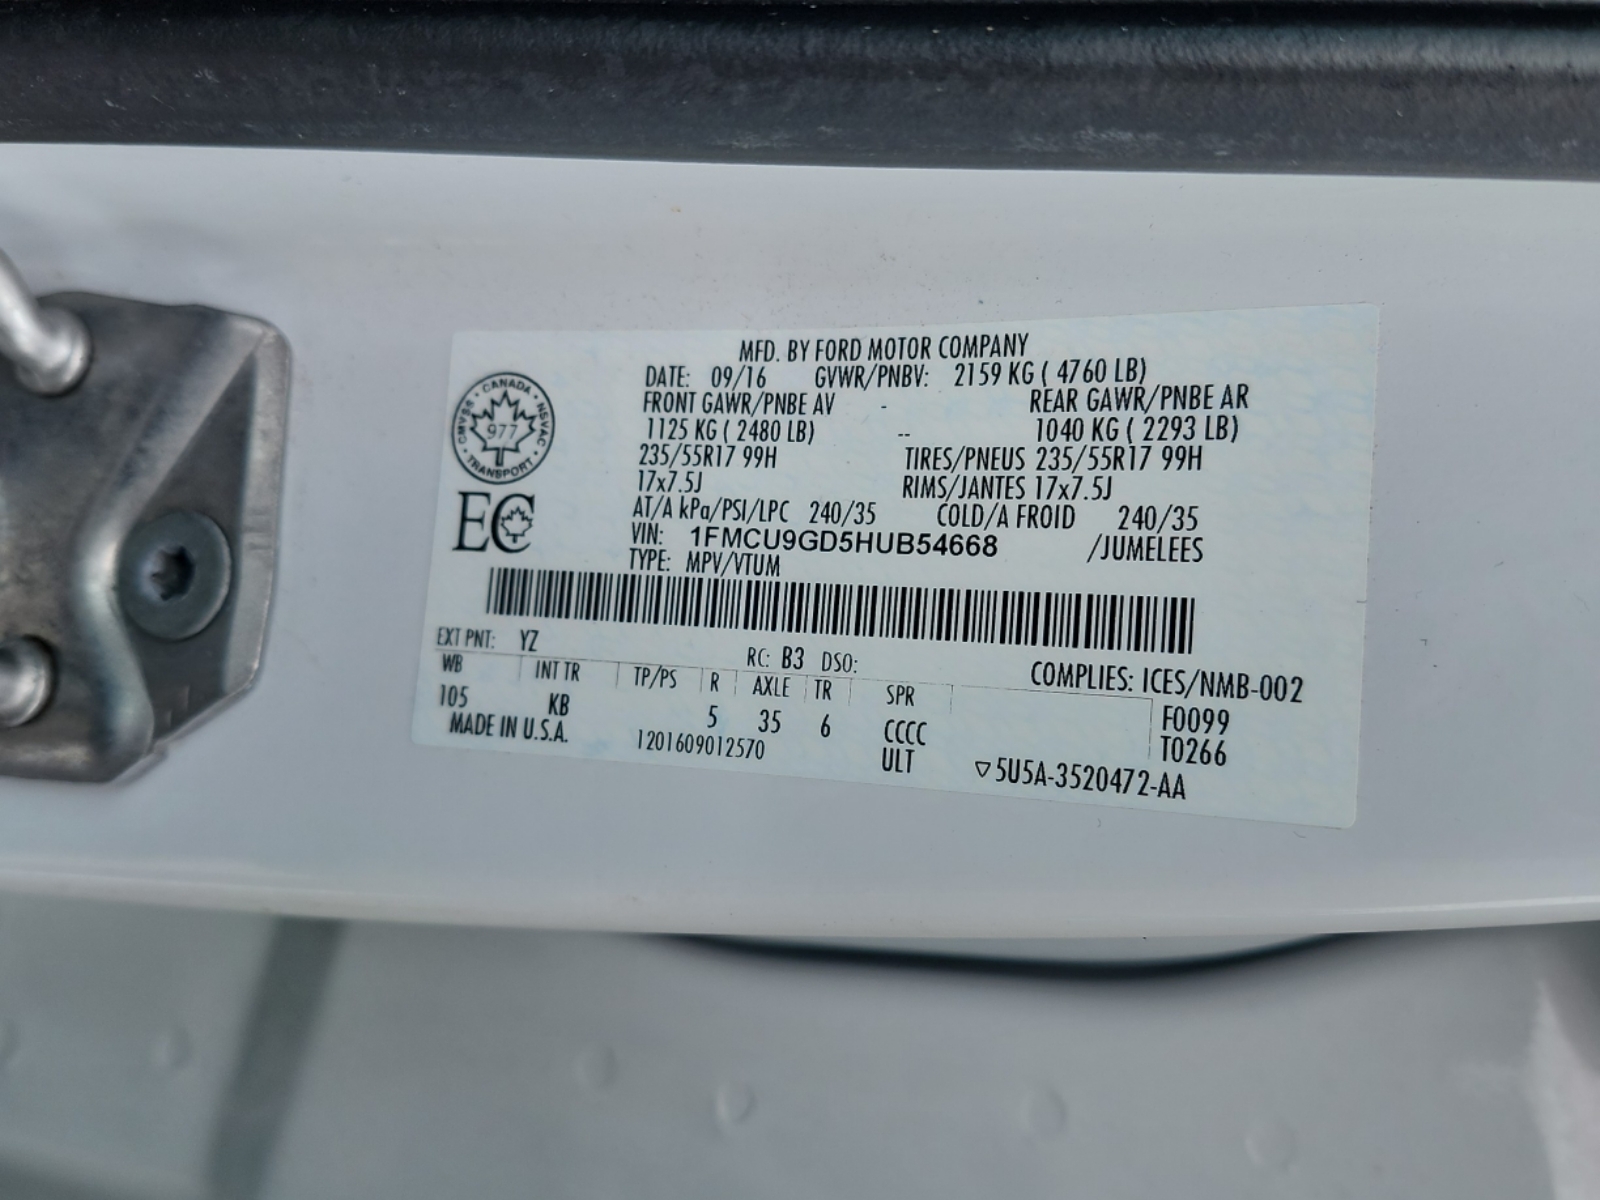 MFD. BY FORD MOTOR COMPANY
DATE: 09/16 GVWR/PNBV: 2159 KG ( 4760 LB)
FRONT GAWR/PNBE AV - REAR GAWR/PNBE AR
1125 KG ( 2480 LB) -- 1040 KG ( 2293 LB)
235/55R17 99H TIRES/PNEUS 235/55R17 99H
17x7.5J RIMS/JANTES 17x7.5J
AT/A kPa/PSI/LPC 240/35 COLD/A FROID 240/35
VIN: 1FMCU9GD5HUB54668 /JUMELEES
TYPE: MPV/VTUM
CANADA
CMVSS • NSVAC
977
TRANSPORT
EC
EXT PNT: YZ RC: B3 DSO:
COMPLIES: ICES/NMB-002
WB INT TR TP/PS R AXLE TR SPR
105 KB 5 35 6 CCCC F0099
MADE IN U.S.A. 1201609012570 ULT T0266
▽5U5A-3520472-AA